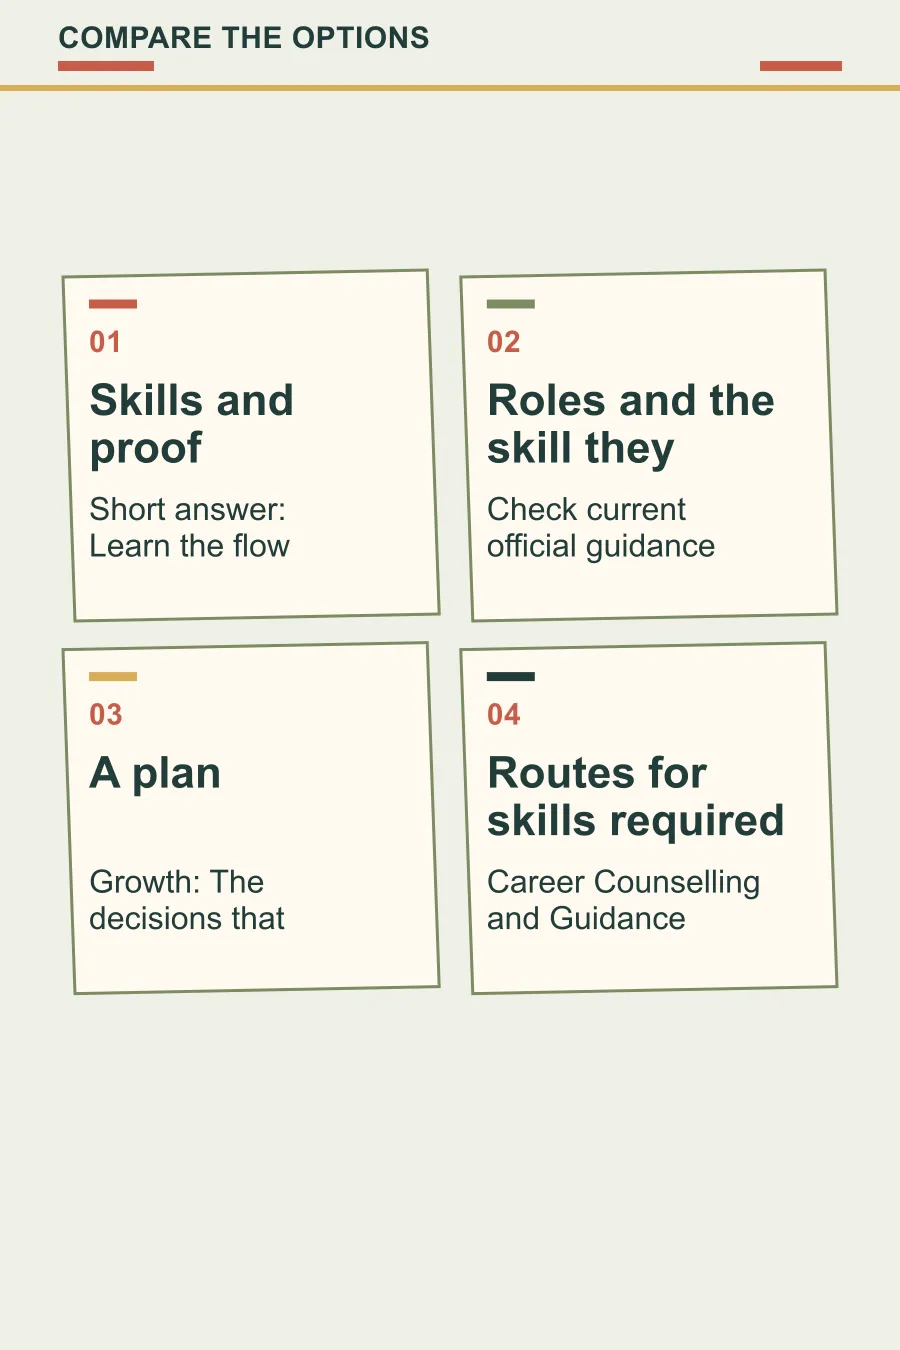 COMPARE THE OPTIONS
01
Skills and
proof
Short answer:
Learn the flow
02
Roles and the
skill they
Check current
official guidance
03
A plan
Growth: The
decisions that
04
Routes for
skills required
Career Counselling
and Guidance